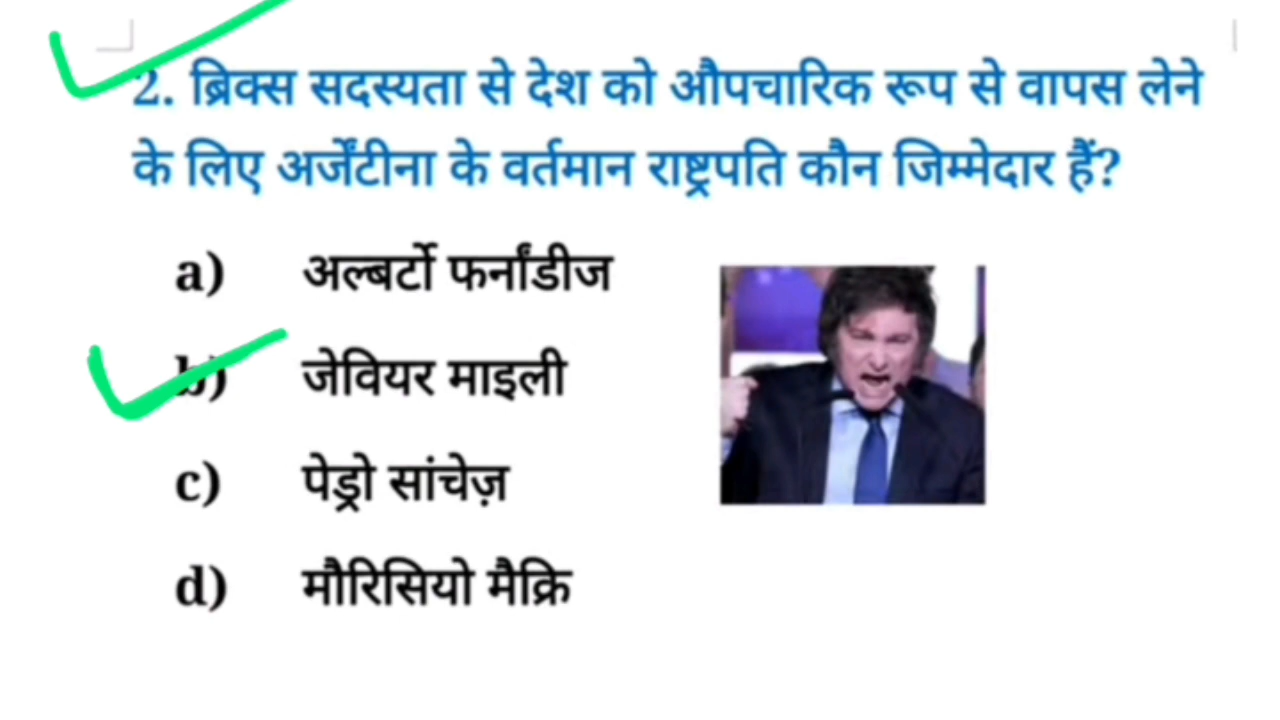 2. ब्रिक्स सदस्यता से देश को औपचारिक रूप से वापस लेने
के लिए अर्जेंटीना के वर्तमान राष्ट्रपति कौन जिम्मेदार हैं?
a) अल्बर्टो फर्नांडीज
b) जेवियर माइली
c) पेड्रो सांचेज़
d) मौरिसियो मैक्रि